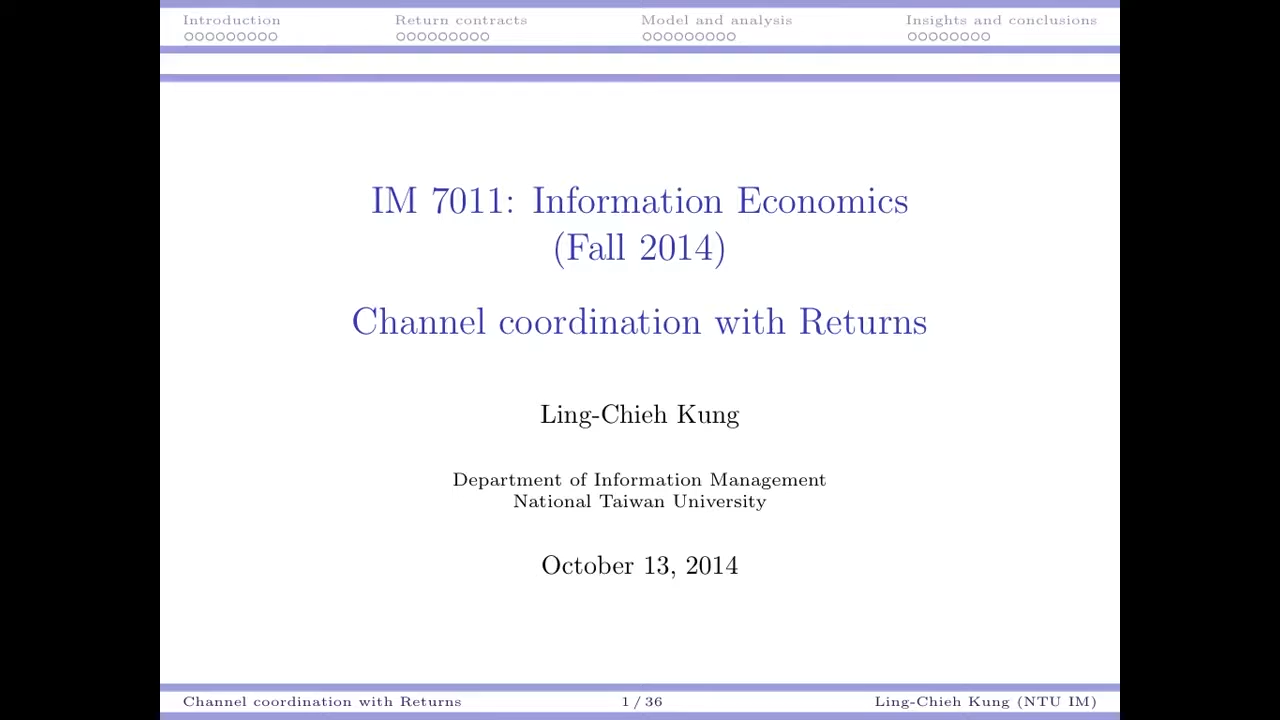 Introduction Return contracts Model and analysis Insights and conclusions
IM 7011: Information Economics
(Fall 2014)
Channel coordination with Returns
Ling-Chieh Kung
Department of Information Management
National Taiwan University
October 13, 2014
Channel coordination with Returns 1 / 36 Ling-Chieh Kung (NTU IM)